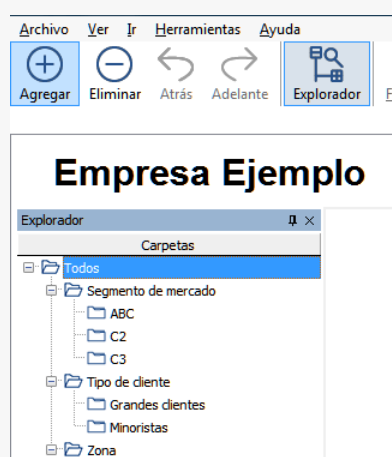 Archivo Ver Ir Herramientas Ayuda
Agregar Eliminar Atrás Adelante Explorador
Empresa Ejemplo
Explorador
Carpetas
Todos
Segmento de mercado
ABC
C2
C3
Tipo de cliente
Grandes clientes
Minoristas
Zona